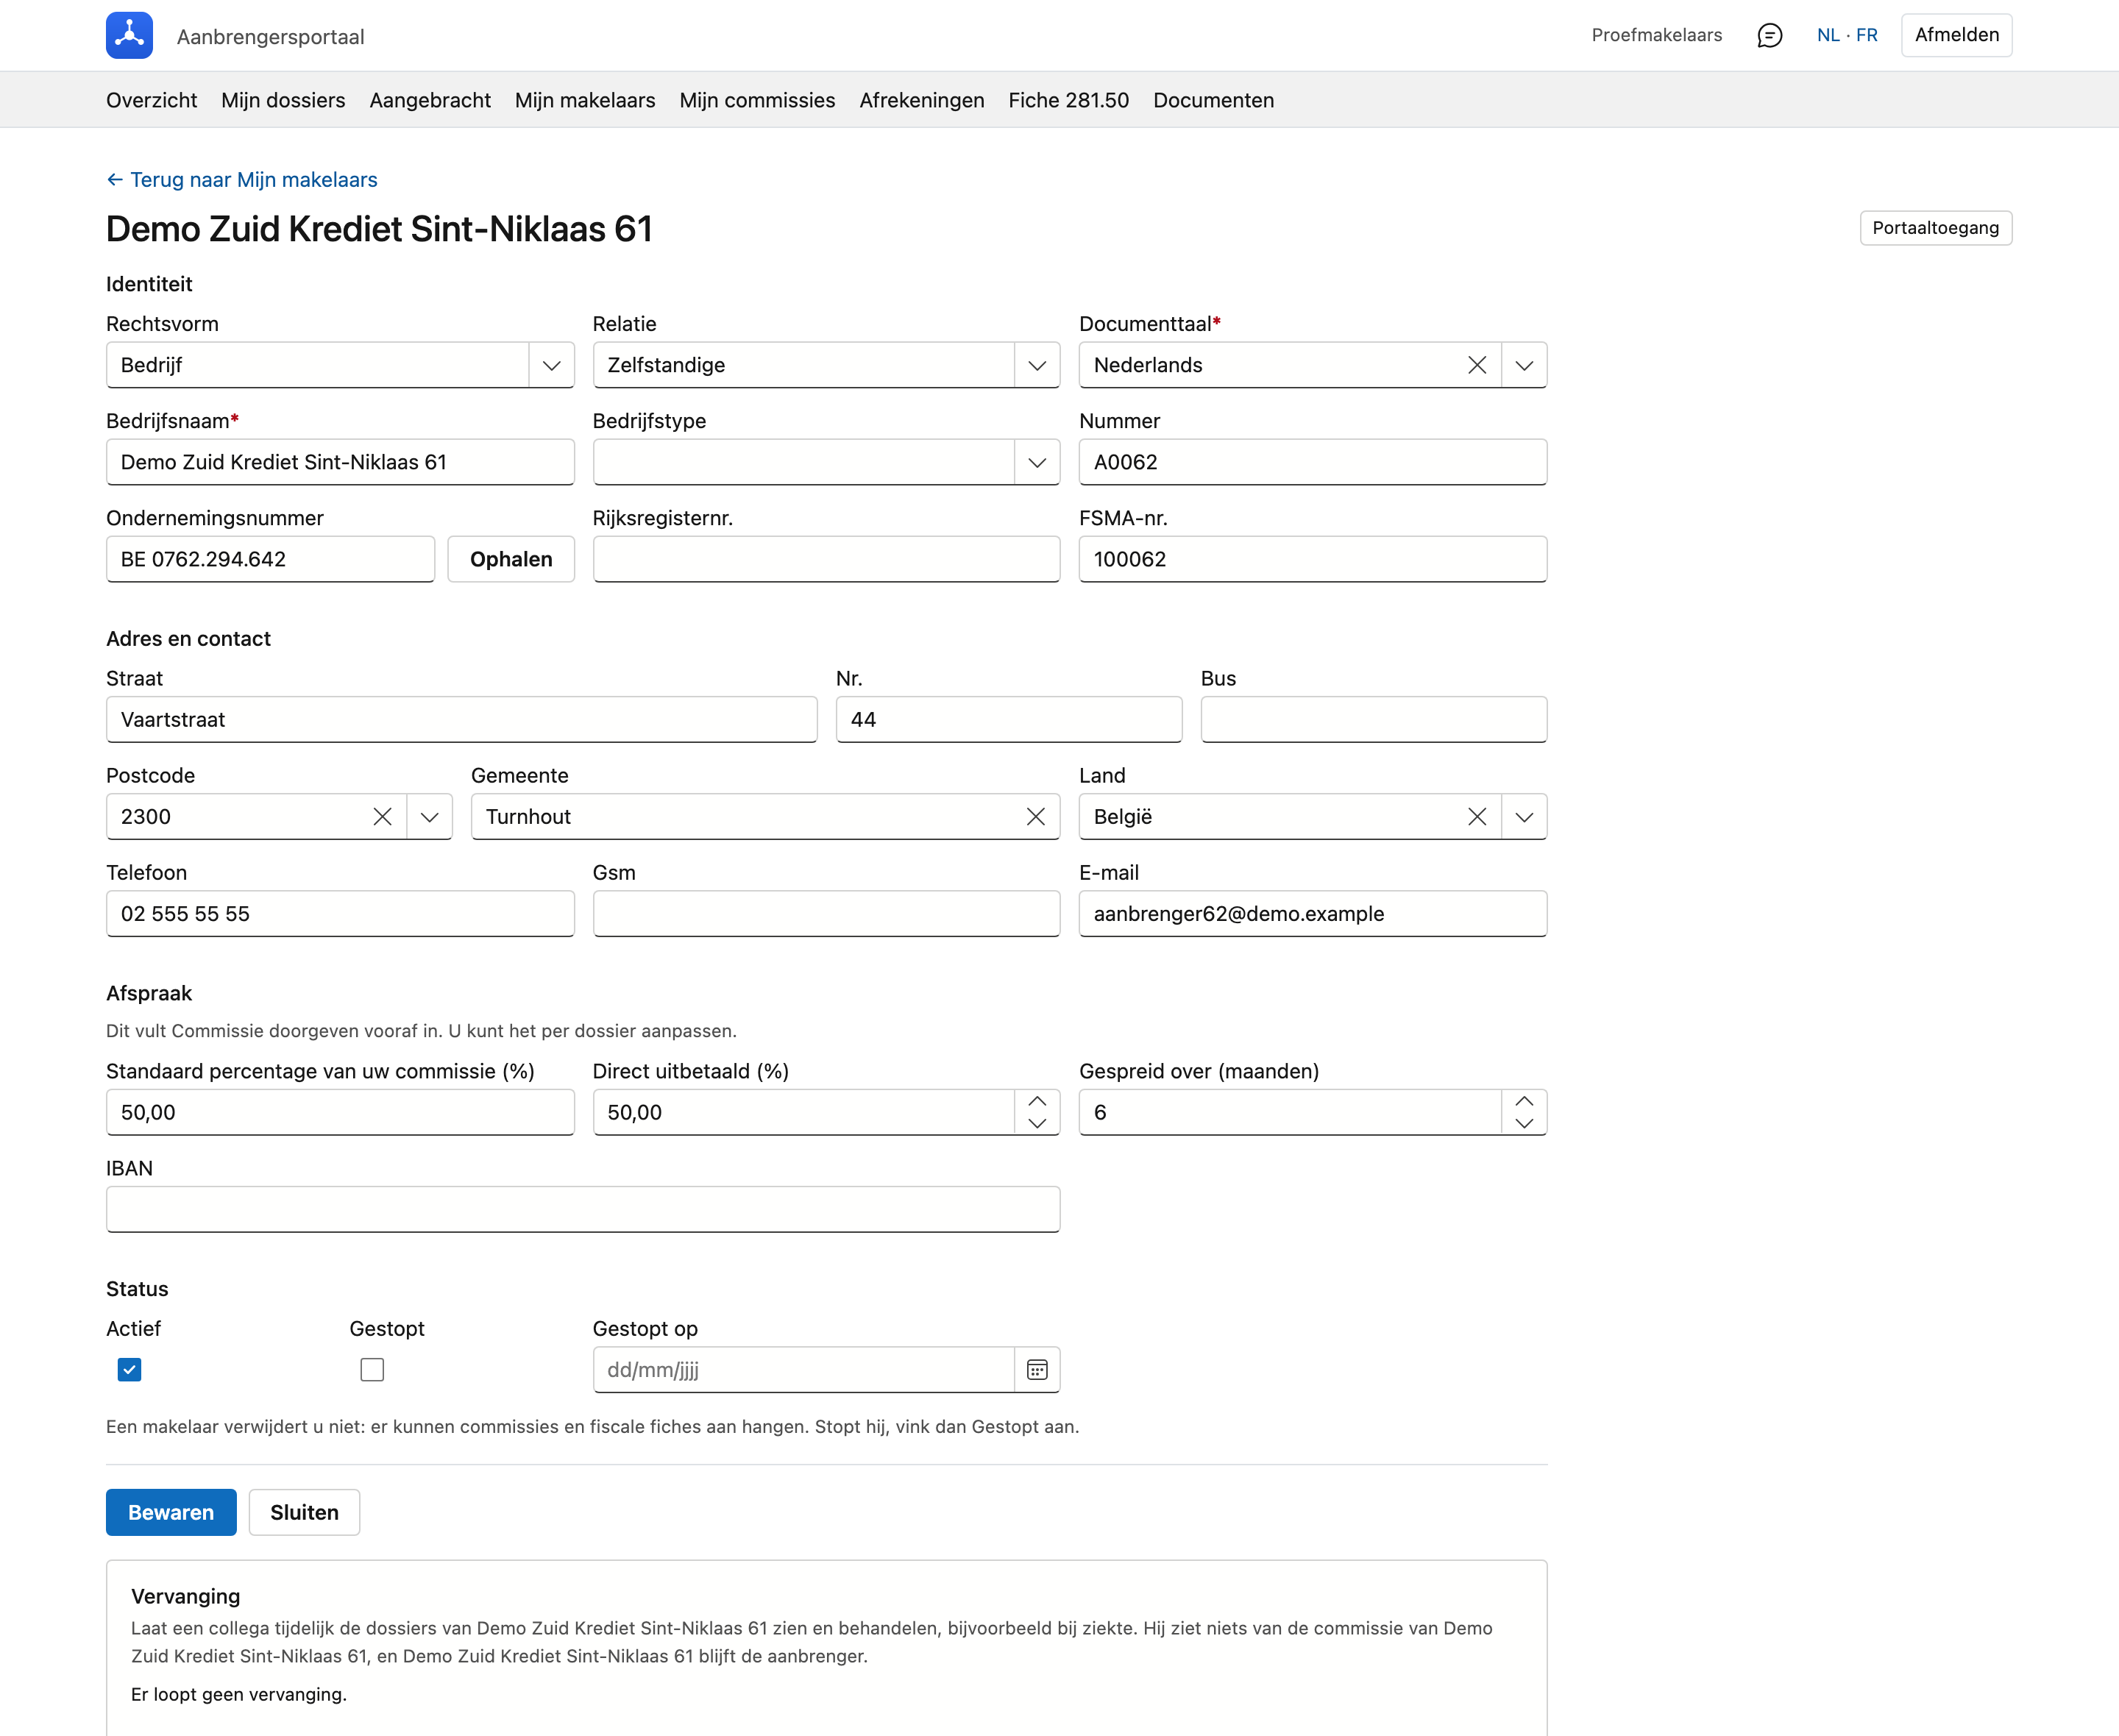 Aanbrengersportaal
Proefmakelaars
NL · FR
Afmelden
Overzicht Mijn dossiers Aangebracht Mijn makelaars Mijn commissies Afrekeningen Fiche 281.50 Documenten
← Terug naar Mijn makelaars
Demo Zuid Krediet Sint-Niklaas 61
Portaaltoegang
Identiteit
Rechtsvorm Relatie Documenttaal*
Bedrijf Zelfstandige Nederlands
Bedrijfsnaam* Bedrijfstype Nummer
Demo Zuid Krediet Sint-Niklaas 61 A0062
Ondernemingsnummer Rijksregisternr. FSMA-nr.
BE 0762.294.642 Ophalen 100062
Adres en contact
Straat Nr. Bus
Vaartstraat 44
Postcode Gemeente Land
2300 Turnhout België
Telefoon Gsm E-mail
02 555 55 55 aanbrenger62@demo.example
Afspraak
Dit vult Commissie doorgeven vooraf in. U kunt het per dossier aanpassen.
Standaard percentage van uw commissie (%) Direct uitbetaald (%) Gespreid over (maanden)
50,00 50,00 6
IBAN
Status
Actief Gestopt Gestopt op
dd/mm/jjjj
Een makelaar verwijdert u niet: er kunnen commissies en fiscale fiches aan hangen. Stopt hij, vink dan Gestopt aan.
Bewaren Sluiten
Vervanging
Laat een collega tijdelijk de dossiers van Demo Zuid Krediet Sint-Niklaas 61 zien en behandelen, bijvoorbeeld bij ziekte. Hij ziet niets van de commissie van Demo
Zuid Krediet Sint-Niklaas 61, en Demo Zuid Krediet Sint-Niklaas 61 blijft de aanbrenger.
Er loopt geen vervanging.